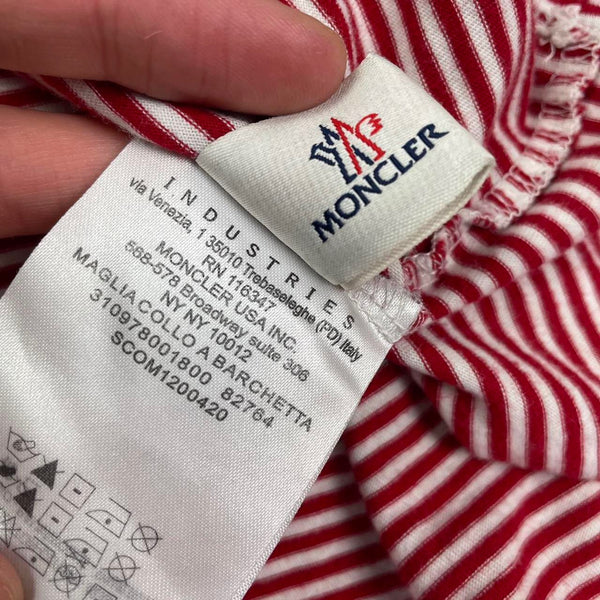 MONCLER
INDUSTRIES
via Venezia, 1 35010 Trebaseleghe (PD) Italy
RN 116347
MONCLER USA INC.
568-578 Broadway suite 306
NY NY 10012
MAGLIA COLLO A BARCHETTA
310978001800 82764
SCOM1200420